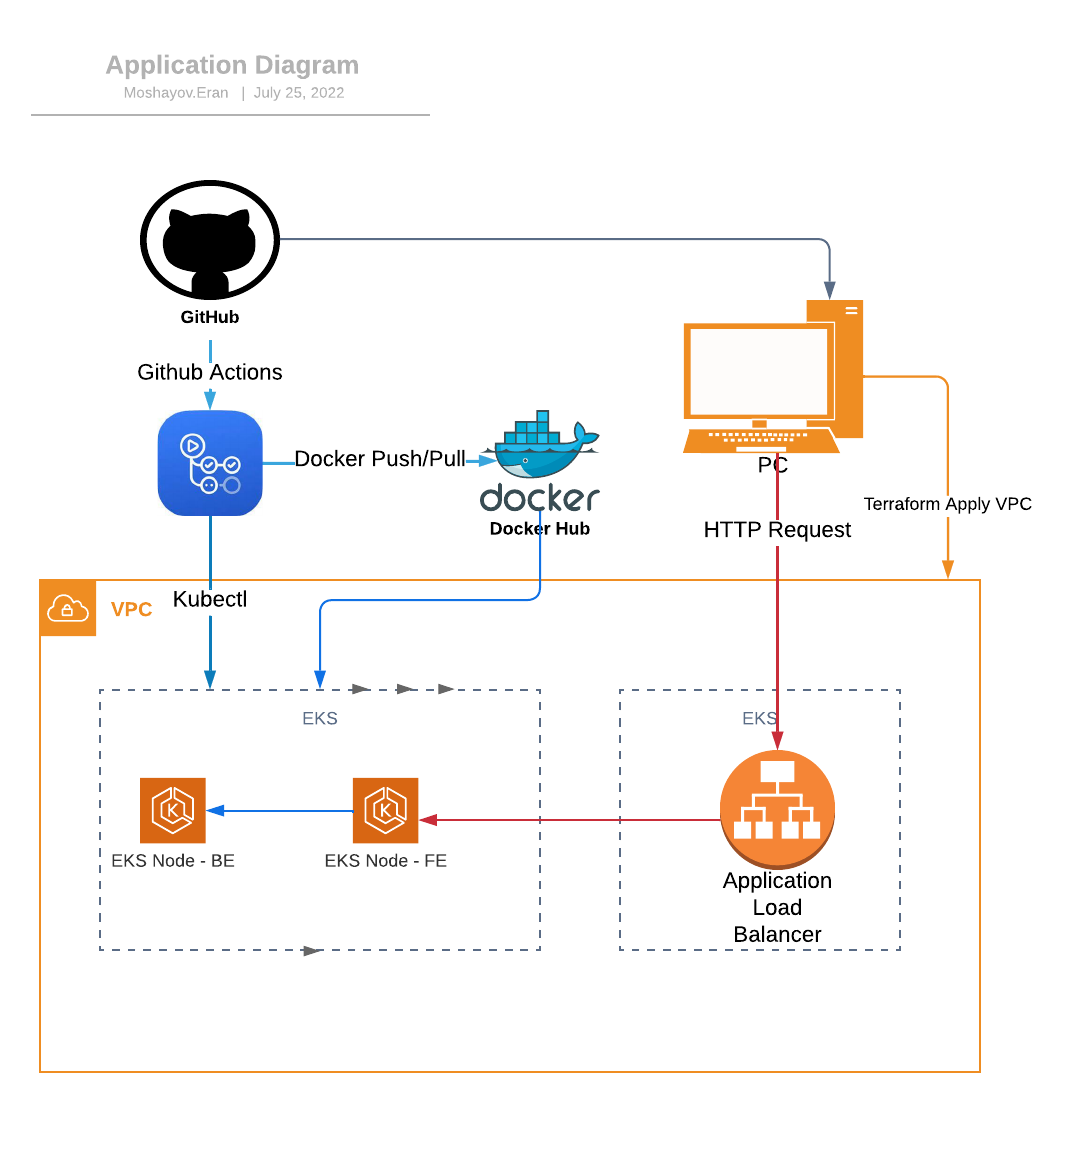 Application Diagram
Moshayov.Eran | July 25, 2022
GitHub
Github Actions
Docker Push/Pull
docker
Docker Hub
PC
Terraform Apply VPC
HTTP Request
VPC
Kubectl
EKS
EKS
K
K
EKS Node - BE
EKS Node - FE
Application
Load
Balancer